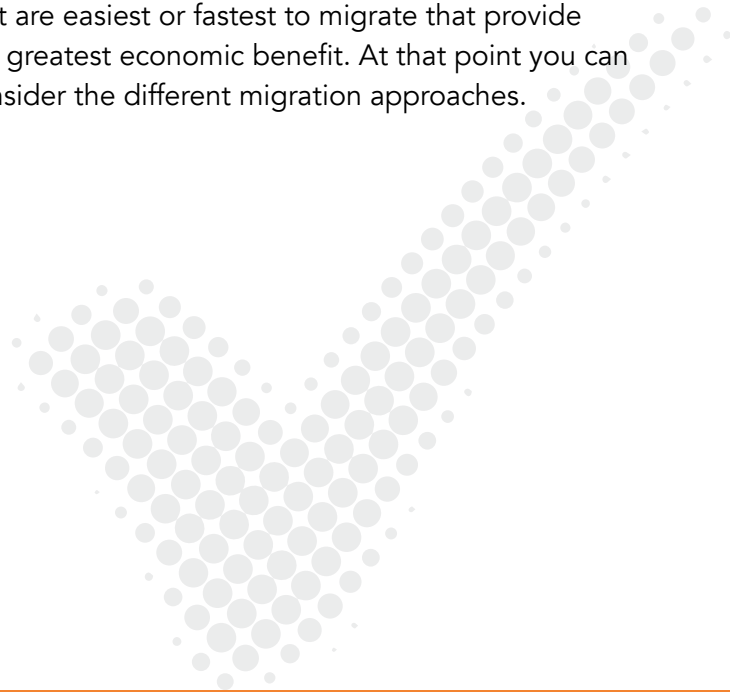 t are easiest or fastest to migrate that provide
greatest economic benefit. At that point you can
nsider the different migration approaches.